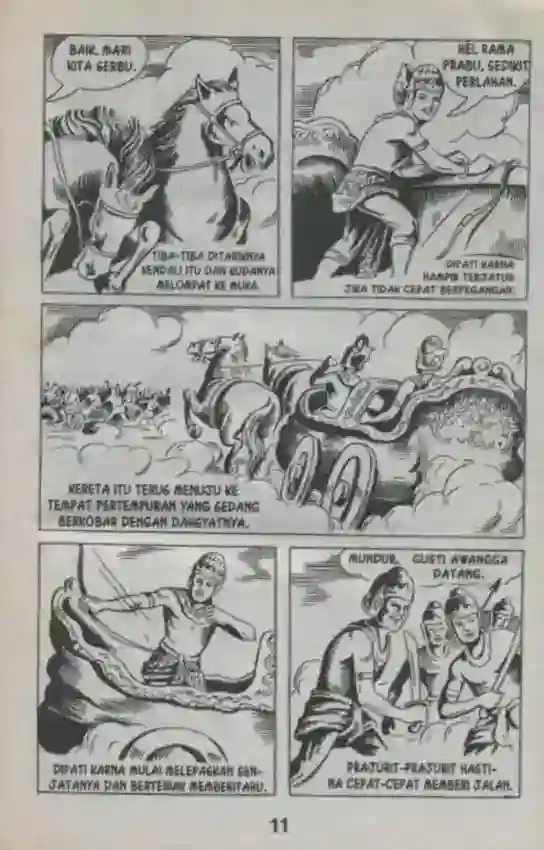 BAIK, MARI
KITA SERBU.
TIBA-TIBA DITARIKNYA
KENDALI ITU DAN KUDANYA
MELOMPAT KE MUKA.
HEI, RAMA
PRABU, SEDIKIT
PERLAHAN.
DIPATI KARNA
HAMPIR TERJATUH
JIKA TIDAK CEPAT BERPEGANGAN.
KERETA ITU TERUS MENUJU KE
TEMPAT PERTEMPURAN YANG SEDANG
BERKOBAR DENGAN DAHSYATNYA.
DIPATI KARNA MULAI MELEPASKAN SEN-
JATANYA DAN BERTERIAK MEMBERITAHU.
MUNDUR, GUSTI AWANGGA
DATANG.
PRAJURIT-PRAJURIT HASTI-
NA CEPAT-CEPAT MEMBERI JALAN.
11